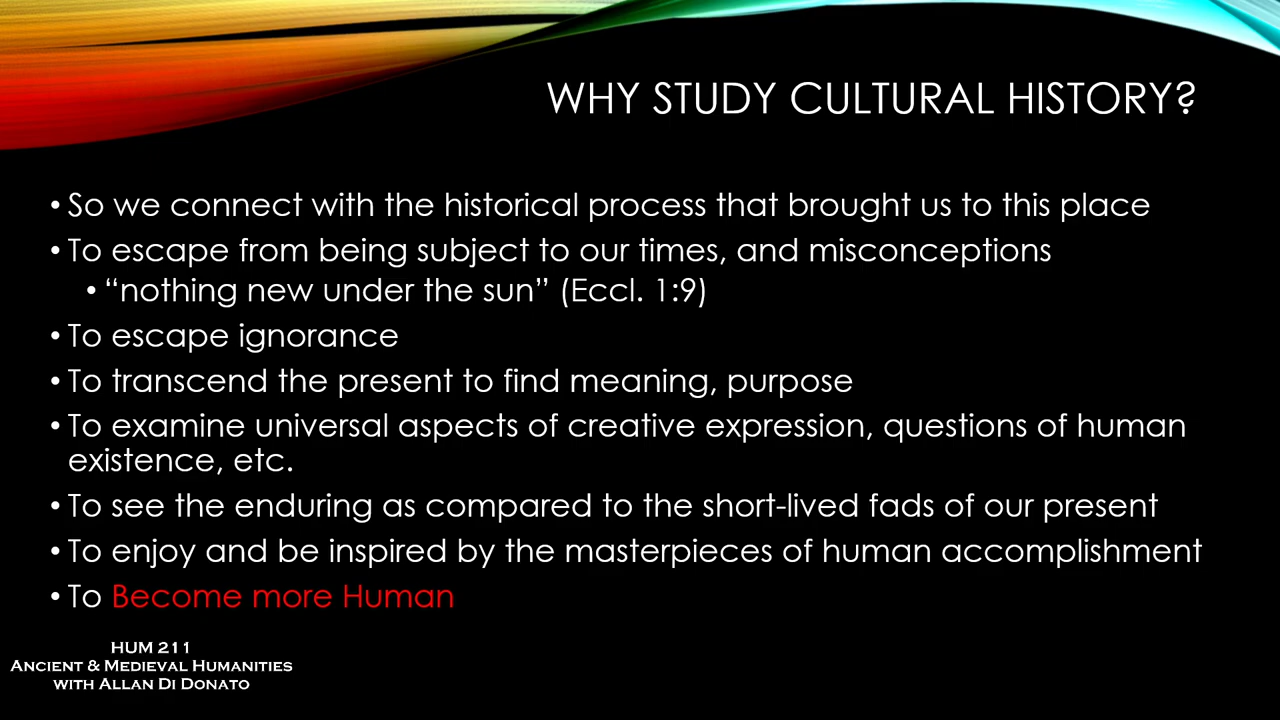 WHY STUDY CULTURAL HISTORY?
• So we connect with the historical process that brought us to this place
• To escape from being subject to our times, and misconceptions
• “nothing new under the sun” (Eccl. 1:9)
• To escape ignorance
• To transcend the present to find meaning, purpose
• To examine universal aspects of creative expression, questions of human
existence, etc.
• To see the enduring as compared to the short-lived fads of our present
• To enjoy and be inspired by the masterpieces of human accomplishment
• To Become more Human
HUM 211
Ancient & Medieval Humanities
with Allan Di Donato